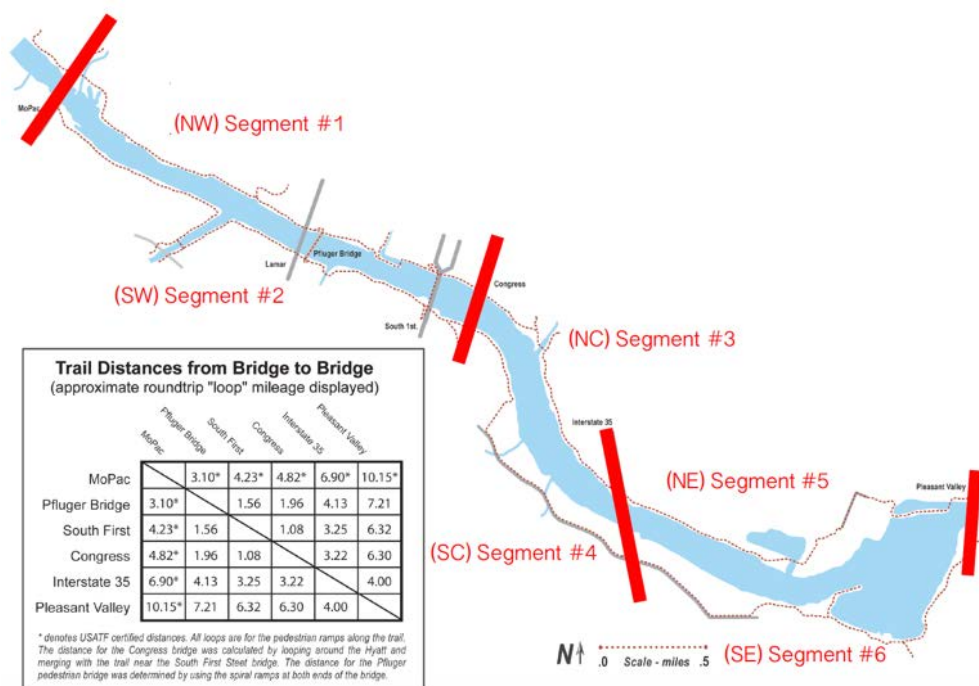 MoPac
(NW) Segment #1
Lamar
Pfluger Bridge
(SW) Segment #2
South 1st.
Congress
(NC) Segment #3
Interstate 35
(NE) Segment #5
Pleasant Valley
(SC) Segment #4
(SE) Segment #6
N .0 Scale - miles .5
Trail Distances from Bridge to Bridge
(approximate roundtrip "loop" mileage displayed)
MoPac Pfluger Bridge South First Congress Interstate 35 Pleasant Valley
MoPac 3.10* 4.23* 4.82* 6.90* 10.15*
Pfluger Bridge 3.10* 1.56 1.96 4.13 7.21
South First 4.23* 1.56 1.08 3.25 6.32
Congress 4.82* 1.96 1.08 3.22 6.30
Interstate 35 6.90* 4.13 3.25 3.22 4.00
Pleasant Valley 10.15* 7.21 6.32 6.30 4.00
* denotes USATF certified distances. All loops are for the pedestrian ramps along the trail.
The distance for the Congress bridge was calculated by looping around the Hyatt and
merging with the trail near the South First Steet bridge. The distance for the Pfluger
pedestrian bridge was determined by using the spiral ramps at both ends of the bridge.